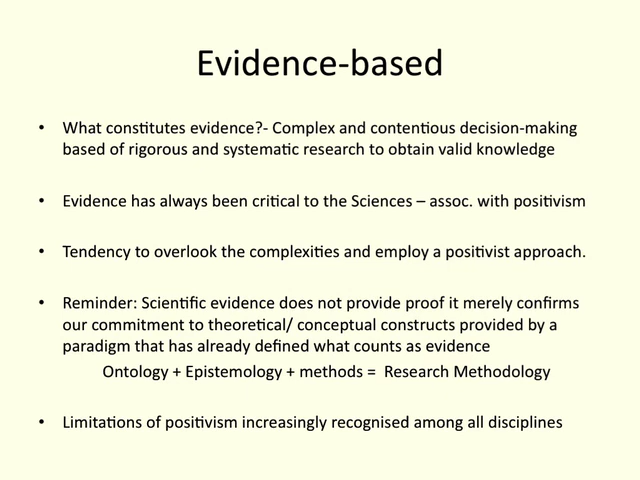 Evidence-based
• What constitutes evidence?- Complex and contentious decision-making
based of rigorous and systematic research to obtain valid knowledge
• Evidence has always been critical to the Sciences – assoc. with positivism
• Tendency to overlook the complexities and employ a positivist approach.
• Reminder: Scientific evidence does not provide proof it merely confirms
our commitment to theoretical/ conceptual constructs provided by a
paradigm that has already defined what counts as evidence
Ontology + Epistemology + methods = Research Methodology
• Limitations of positivism increasingly recognised among all disciplines